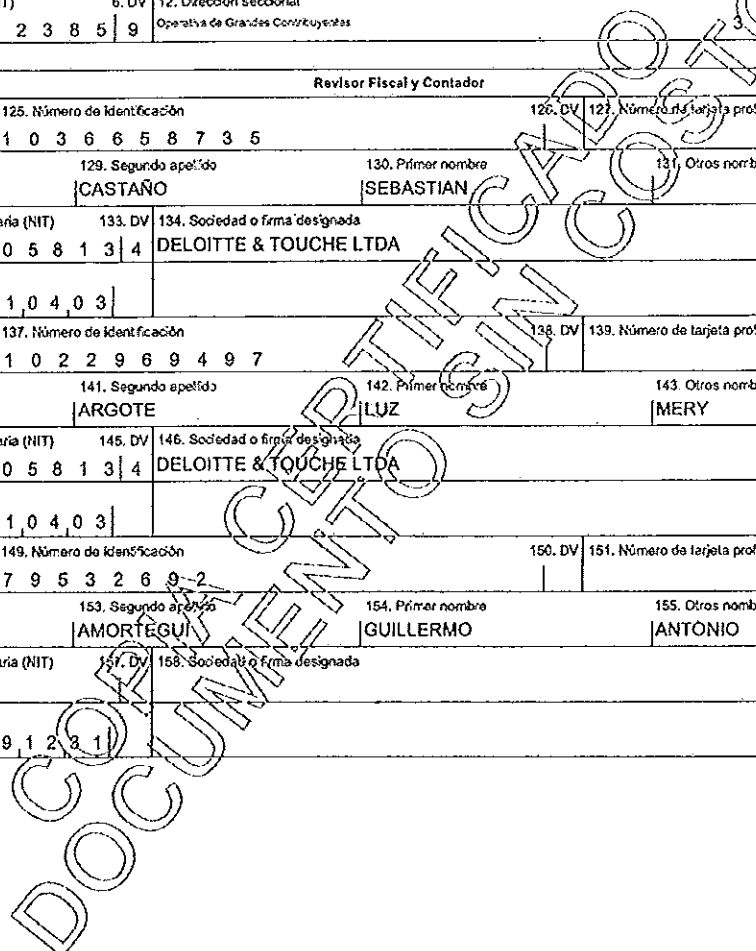 6. DV 12. Dirección Seccional
2 3 8 5 9 Operativa de Grandes Contribuyentes 3
Revisor Fiscal y Contador
125. Número de identificación 126. DV 127. Número de tarjeta prof
1 0 3 6 6 5 8 7 3 5
129. Segundo apellido 130. Primer nombre 131. Otros nomb
CASTAÑO SEBASTIAN
aria (NIT) 133. DV 134. Sociedad o firma designada
0 5 8 1 3 4 DELOITTE & TOUCHE LTDA
1 0 4 0 3
137. Número de identificación 138. DV 139. Número de tarjeta prof
1 0 2 2 9 6 9 4 9 7
141. Segundo apellido 142. Primer nombre 143. Otros nomb
ARGOTE LUZ MERY
aria (NIT) 145. DV 146. Sociedad o firma designada
0 5 8 1 3 4 DELOITTE & TOUCHE LTDA
1 0 4 0 3
149. Número de identificación 150. DV 151. Número de tarjeta prof
7 9 5 3 2 6 9 2
153. Segundo apellido 154. Primer nombre 155. Otros nomb
AMORTEGUI GUILLERMO ANTONIO
aria (NIT) 157. DV 158. Sociedad o firma designada
9 1 2 3 1
COPIA CERTIFICADO
DOCUMENTO SIN COSTO